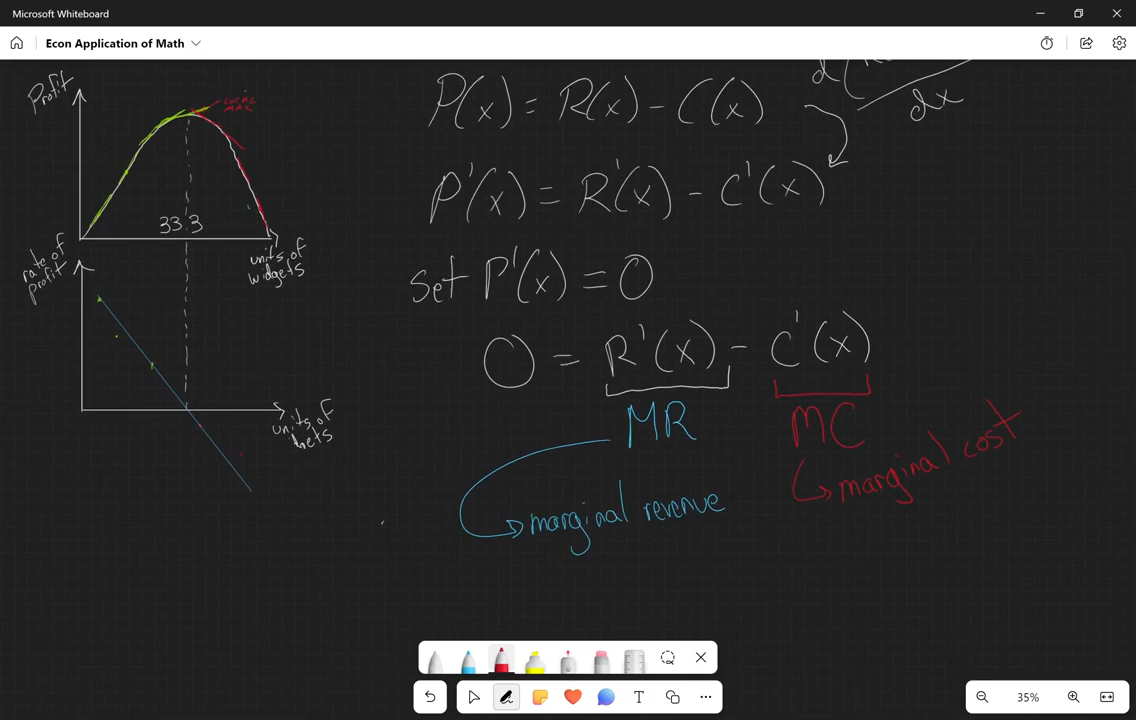 Microsoft Whiteboard
Econ Application of Math
Profit
LOCAL
MAX
33.3
units of
widgets
rate of
profit
units of
P(x) = R(x) - C(x)
dx
P'(x) = R'(x) - C'(x)
set P'(x) = 0
0 = R'(x) - C'(x)
MR
MC
marginal cost
marginal revenue
35%